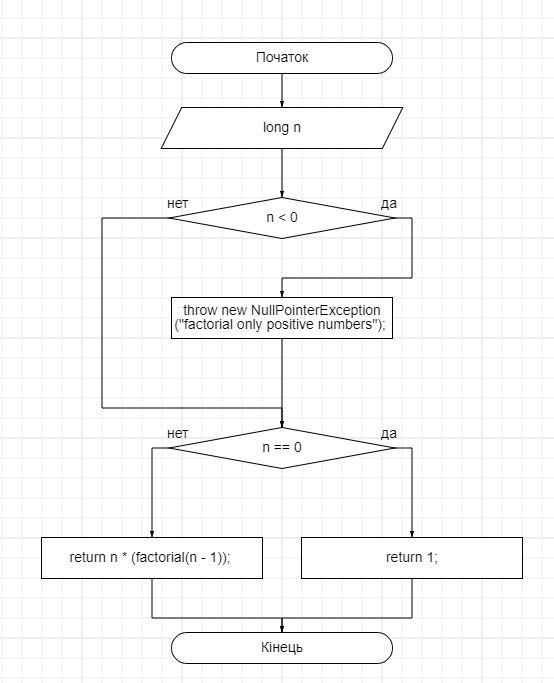 Початок
long n
нет
да
n < 0
throw new NullPointerException
("factorial only positive numbers");
нет
да
n == 0
return n * (factorial(n - 1));
return 1;
Кінець